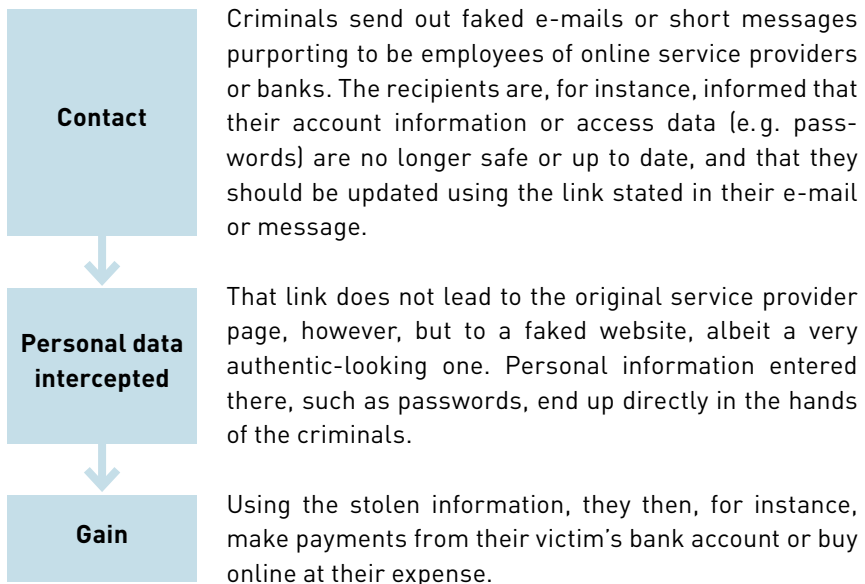 Contact
Criminals send out faked e-mails or short messages
purporting to be employees of online service providers
or banks. The recipients are, for instance, informed that
their account information or access data (e. g. pass-
words) are no longer safe or up to date, and that they
should be updated using the link stated in their e-mail
or message.
Personal data
intercepted
That link does not lead to the original service provider
page, however, but to a faked website, albeit a very
authentic-looking one. Personal information entered
there, such as passwords, end up directly in the hands
of the criminals.
Gain
Using the stolen information, they then, for instance,
make payments from their victim’s bank account or buy
online at their expense.